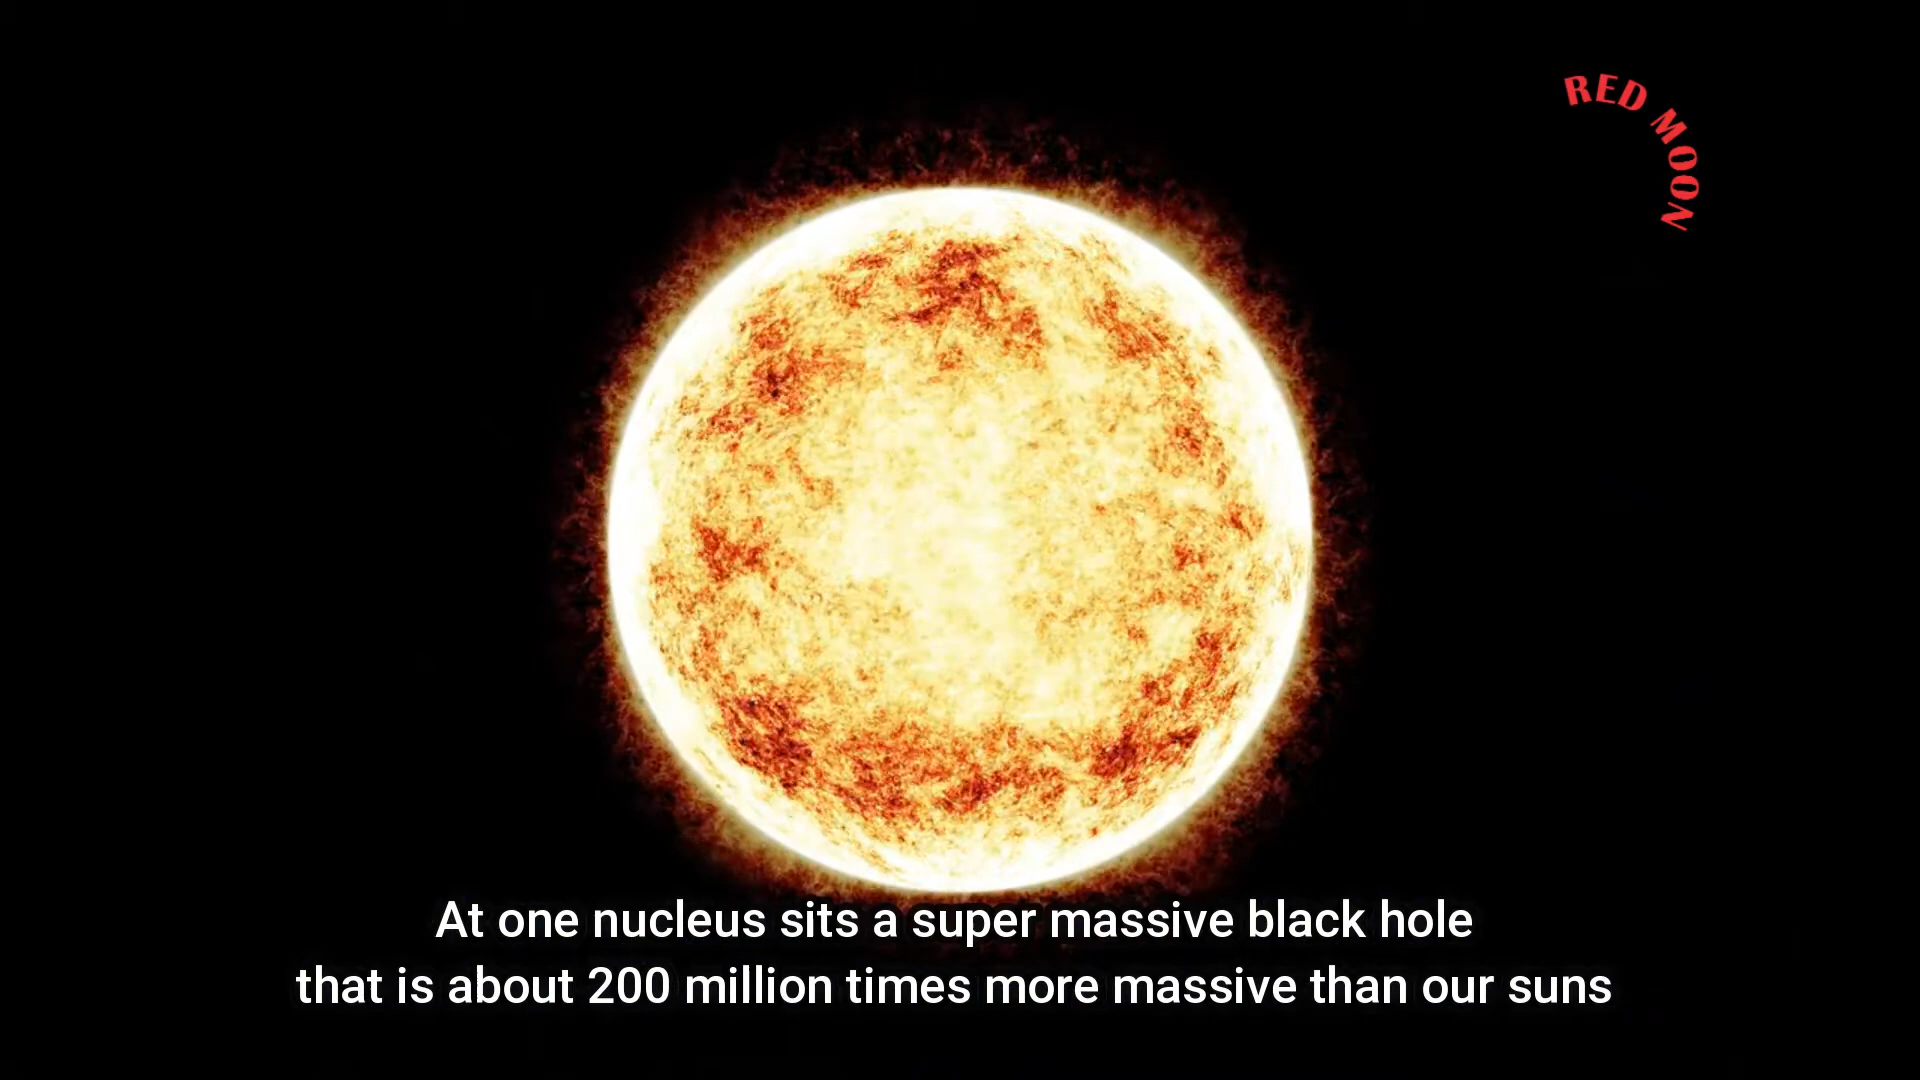 RED MOON
At one nucleus sits a super massive black hole
that is about 200 million times more massive than our suns